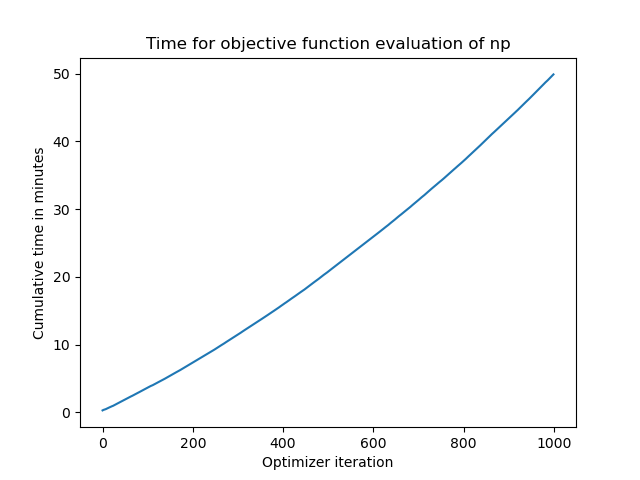 Time for objective function evaluation of np
50
40
30
20
10
0
Cumulative time in minutes
0 200 400 600 800 1000
Optimizer iteration